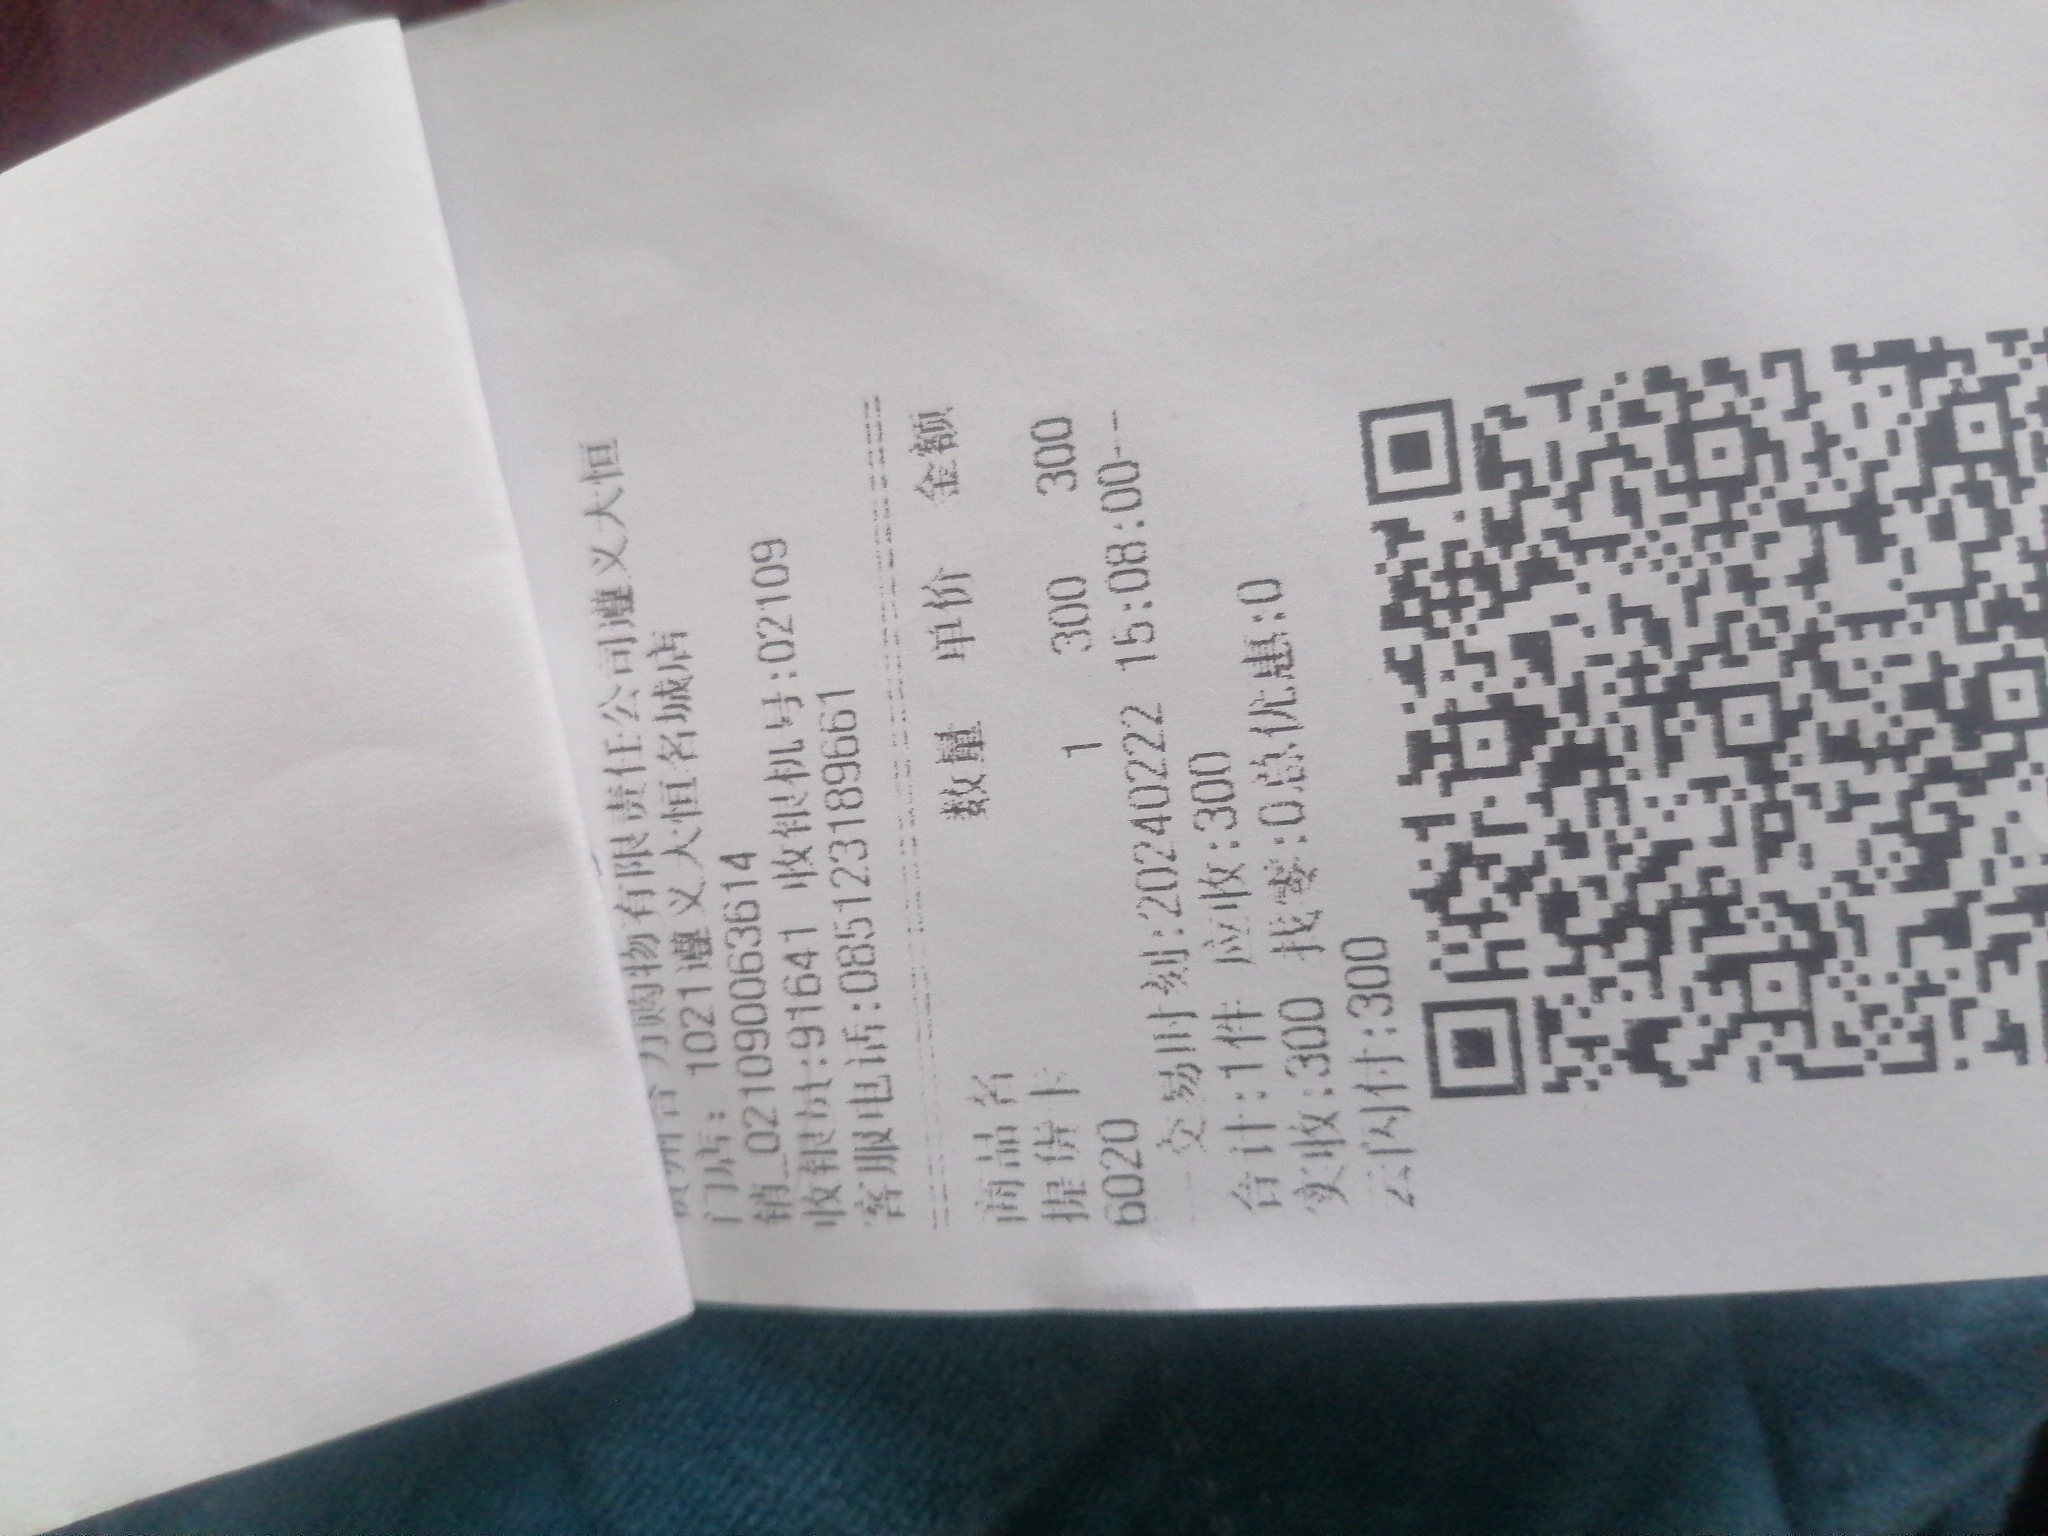 贵州合力购物有限责任公司遵义天恒
门店: 1021遵义天恒名城店
销_021090063614
收银员:91641 收银机号:02109
客服电话:085123189661
商品名 数量 单价 金额
提货卡 1 300 300
6020
交易时刻:20240222 15:08:00
合计:1件 应收:300
实收:300 找零:0总优惠:0
云闪付:300